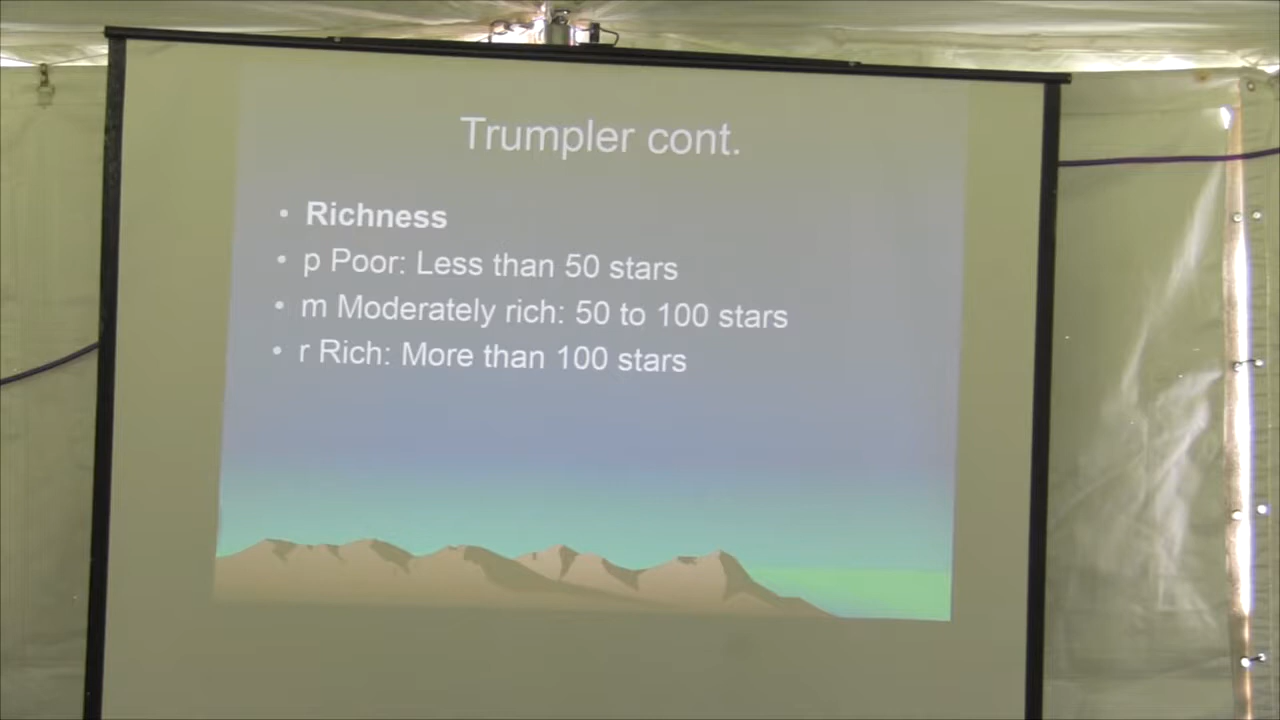 Trumpler cont.
• Richness
• p Poor: Less than 50 stars
• m Moderately rich: 50 to 100 stars
• r Rich: More than 100 stars